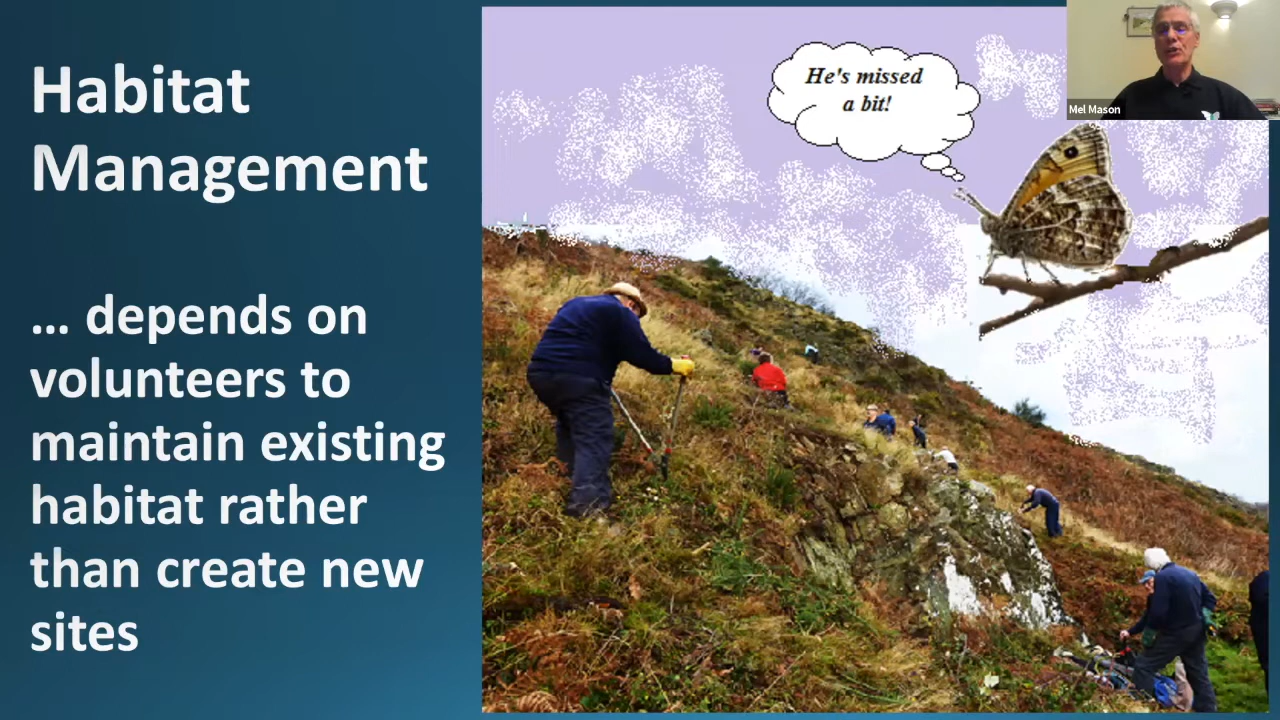 Habitat
Management
... depends on
volunteers to
maintain existing
habitat rather
than create new
sites
He's missed
a bit!
Mel Mason